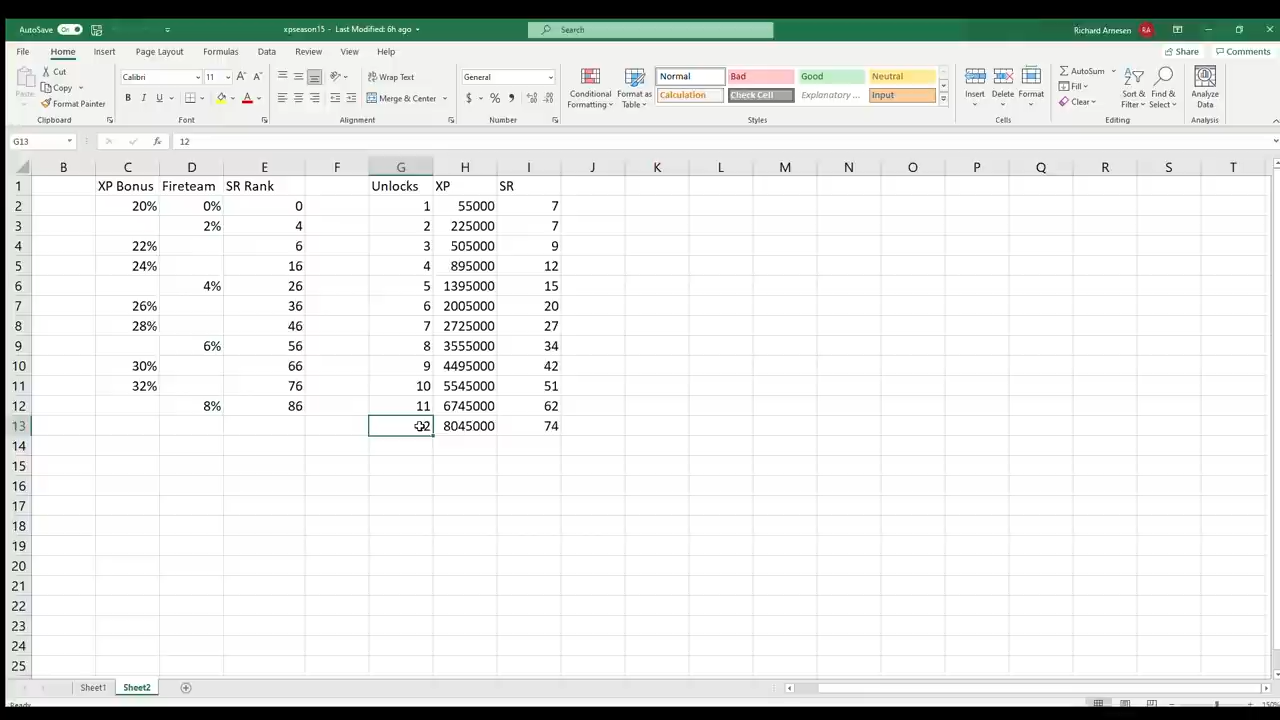 AutoSave On xpseason15 - Last Modified: 6h ago Search Richard Arnesen RA
File Home Insert Draw Page Layout Formulas Data Review View Help Share Comments
Cut Calibri 11 Wrap Text General Normal Bad Good Neutral AutoSum
Copy Fill
Paste Format Painter B I U Merge & Center $ % Conditional Formatting Format as Table Calculation Check Cell Explanatory ... Input Insert Delete Format Clear Sort & Filter Find & Select Analyze Data
Clipboard Font Alignment Number Styles Cells Editing Analysis
G13 fx 12
B C D E F G H I J K L M N O P Q R S T
1 XP Bonus Fireteam SR Rank Unlocks XP SR
2 20% 0% 0 1 55000 7
3 2% 4 2 225000 7
4 22% 6 3 505000 9
5 24% 16 4 895000 12
6 4% 26 5 1395000 15
7 26% 36 6 2005000 20
8 28% 46 7 2725000 27
9 6% 56 8 3555000 34
10 30% 66 9 4495000 42
11 32% 76 10 5545000 51
12 8% 86 11 6745000 62
13 12 8045000 74
14
15
16
17
18
19
20
21
22
23
24
25
Sheet1 Sheet2
Ready 150%